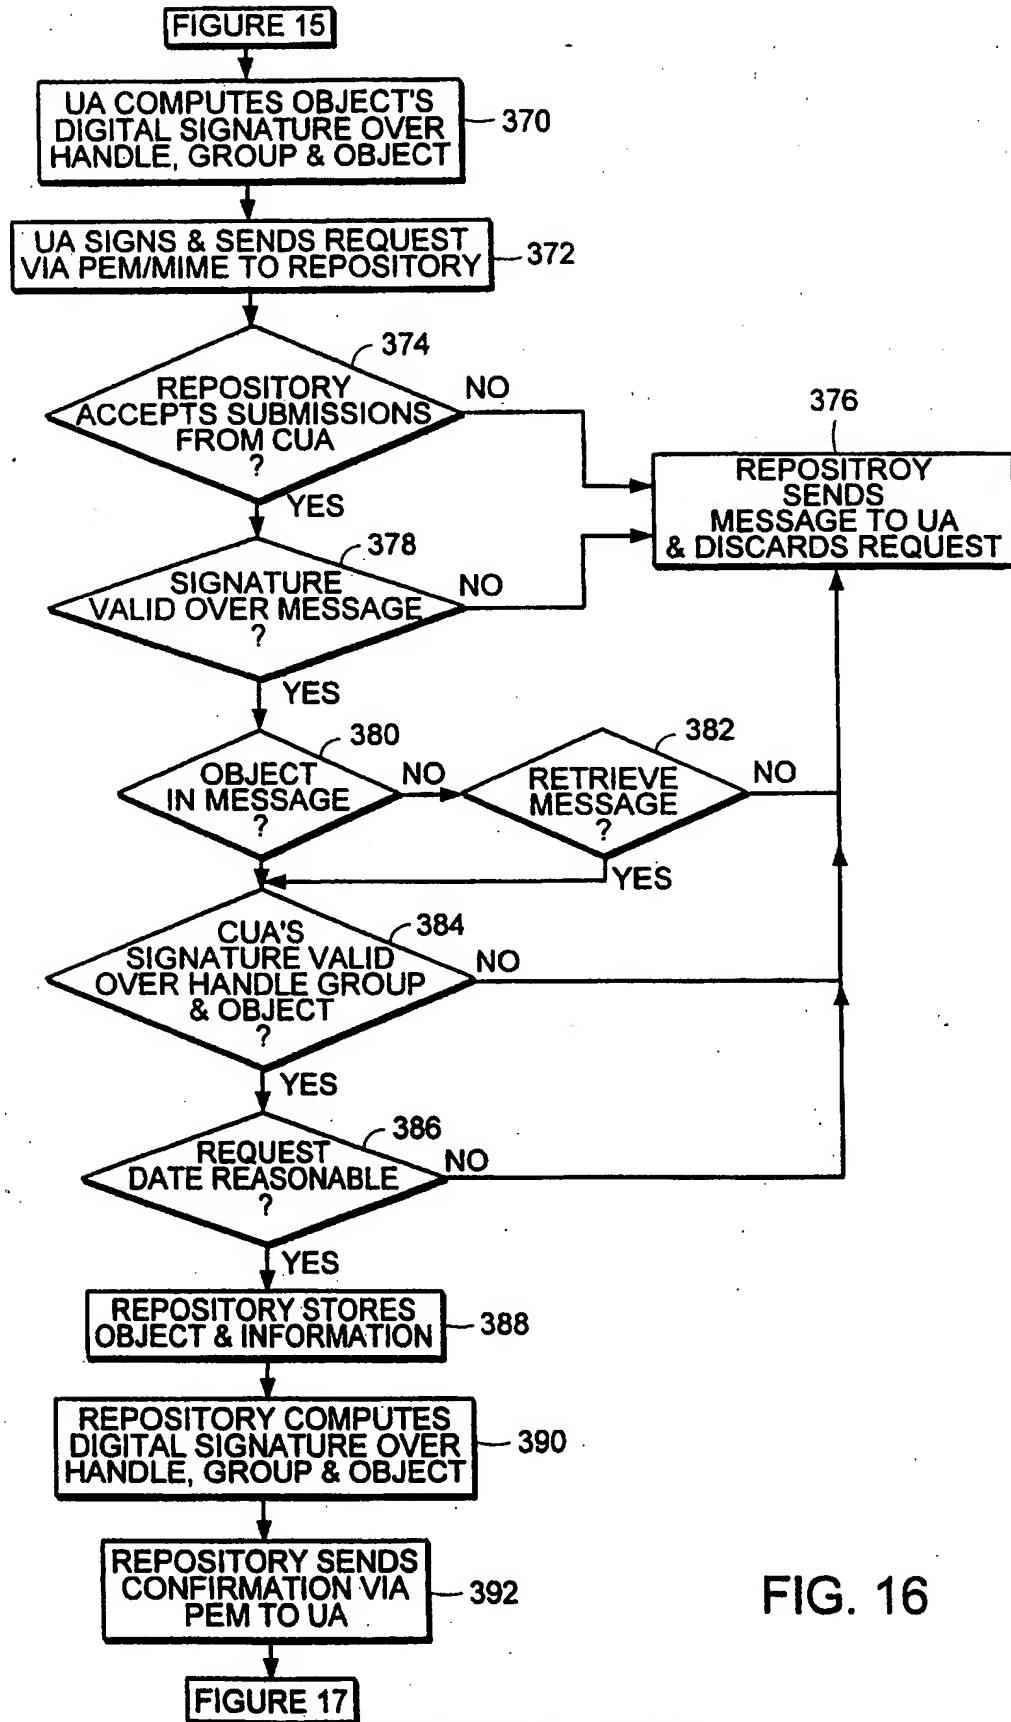 FIGURE 15
UA COMPUTES OBJECT'S
DIGITAL SIGNATURE OVER
HANDLE, GROUP & OBJECT
370
UA SIGNS & SENDS REQUEST
VIA PEM/MIME TO REPOSITORY
372
374
REPOSITORY
ACCEPTS SUBMISSIONS
FROM CUA
?
NO
YES
376
REPOSITROY
SENDS
MESSAGE TO UA
& DISCARDS REQUEST
378
SIGNATURE
VALID OVER MESSAGE
?
NO
YES
380
OBJECT
IN MESSAGE
?
NO
382
RETRIEVE
MESSAGE
?
NO
YES
384
CUA'S
SIGNATURE VALID
OVER HANDLE GROUP
& OBJECT
?
NO
YES
386
REQUEST
DATE REASONABLE
?
NO
YES
REPOSITORY STORES
OBJECT & INFORMATION
388
REPOSITORY COMPUTES
DIGITAL SIGNATURE OVER
HANDLE, GROUP & OBJECT
390
REPOSITORY SENDS
CONFIRMATION VIA
PEM TO UA
392
FIGURE 17
FIG. 16